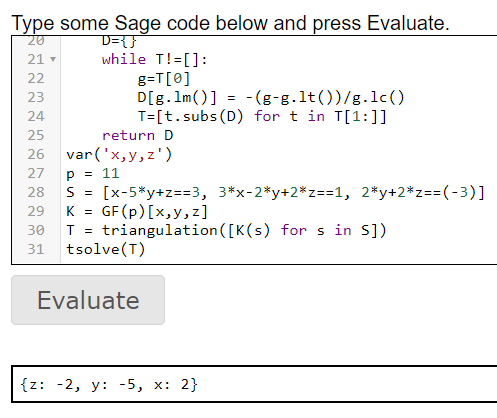 Type some Sage code below and press Evaluate.
20 D={}
21 while T!=[]:
22 g=T[0]
23 D[g.lm()] = -(g-g.lt())/g.lc()
24 T=[t.subs(D) for t in T[1:]]
25 return D
26 var('x,y,z')
27 p = 11
28 S = [x-5*y+z==3, 3*x-2*y+2*z==1, 2*y+2*z==(-3)]
29 K = GF(p)[x,y,z]
30 T = triangulation([K(s) for s in S])
31 tsolve(T)
Evaluate
{z: -2, y: -5, x: 2}